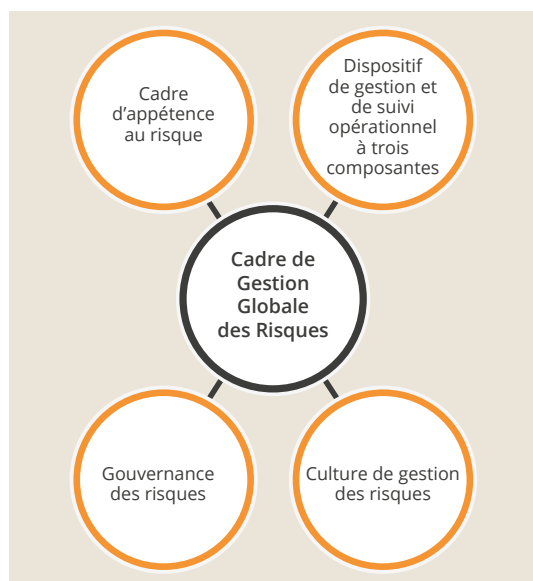 Cadre
d’appétence
au risque
Dispositif
de gestion et
de suivi
opérationnel
à trois
composantes
Cadre de
Gestion
Globale
des Risques
Gouvernance
des risques
Culture de gestion
des risques